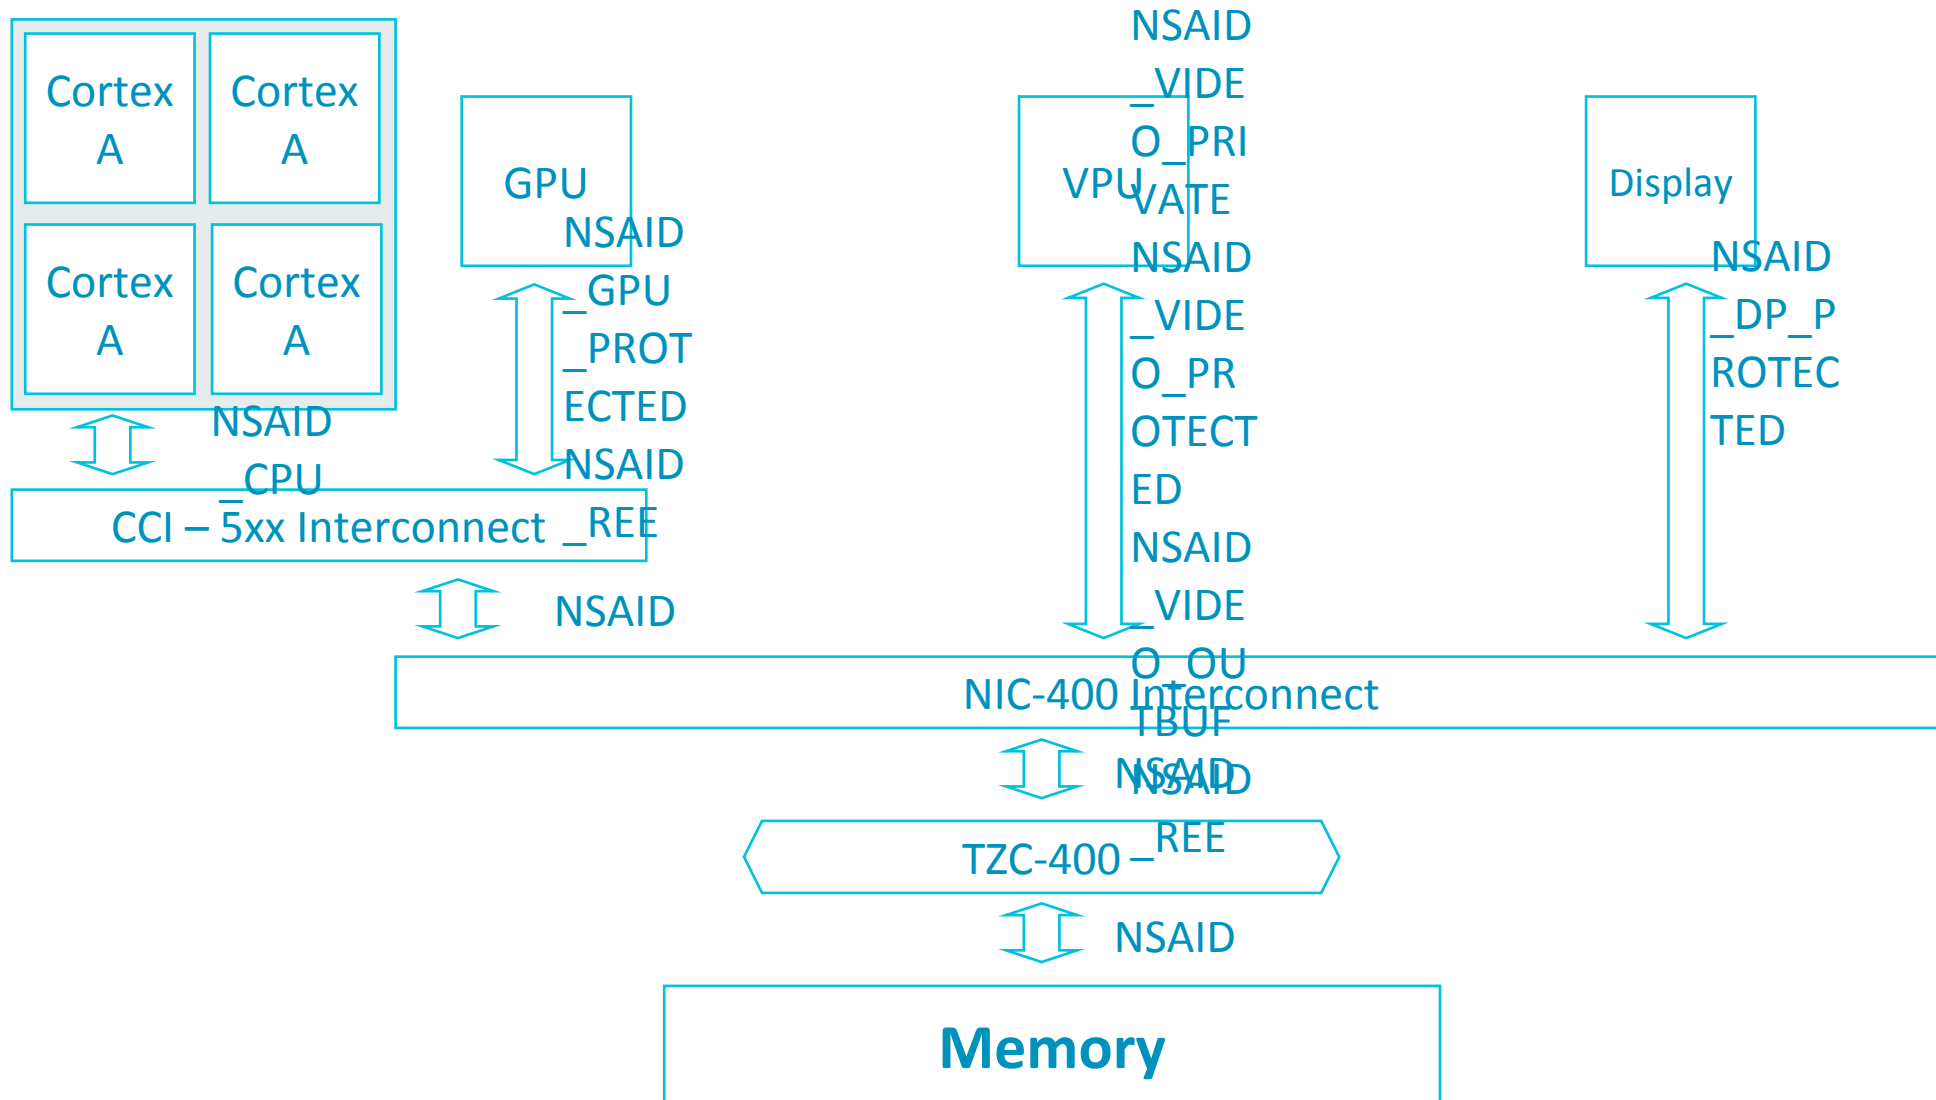 Cortex
A
Cortex
A
Cortex
A
Cortex
A
GPU
VPU
Display
NSAID
_CPU
NSAID
_GPU
_PROT
ECTED
NSAID
_REE
NSAID
_VIDE
O_PRI
VATE
NSAID
_VIDE
O_PR
OTECT
ED
NSAID
_VIDE
O_OU
TBUF
NSAID
_REE
NSAID
_DP_P
ROTEC
TED
CCI – 5xx Interconnect
NSAID
NIC-400 Interconnect
NSAID
TZC-400
NSAID
Memory